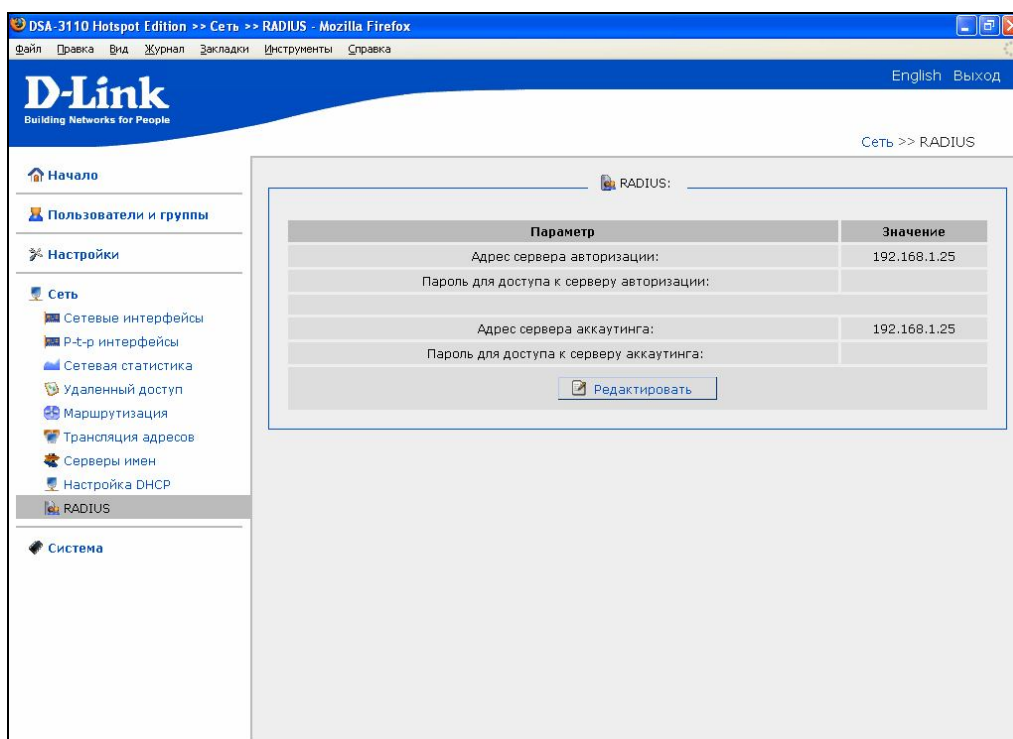 DSA-3110 Hotspot Edition >> Сеть >> RADIUS - Mozilla Firefox
Файл Правка Вид Журнал Закладки Инструменты Справка
English Выход
D-Link
Building Networks for People
Сеть >> RADIUS
Начало
Пользователи и группы
Настройки
Сеть
Сетевые интерфейсы
P-t-p интерфейсы
Сетевая статистика
Удаленный доступ
Маршрутизация
Трансляция адресов
Серверы имен
Настройка DHCP
RADIUS
Система
RADIUS:
Параметр Значение
Адрес сервера авторизации: 192.168.1.25
Пароль для доступа к серверу авторизации:
Адрес сервера аккаутинга: 192.168.1.25
Пароль для доступа к серверу аккаутинга:
Редактировать